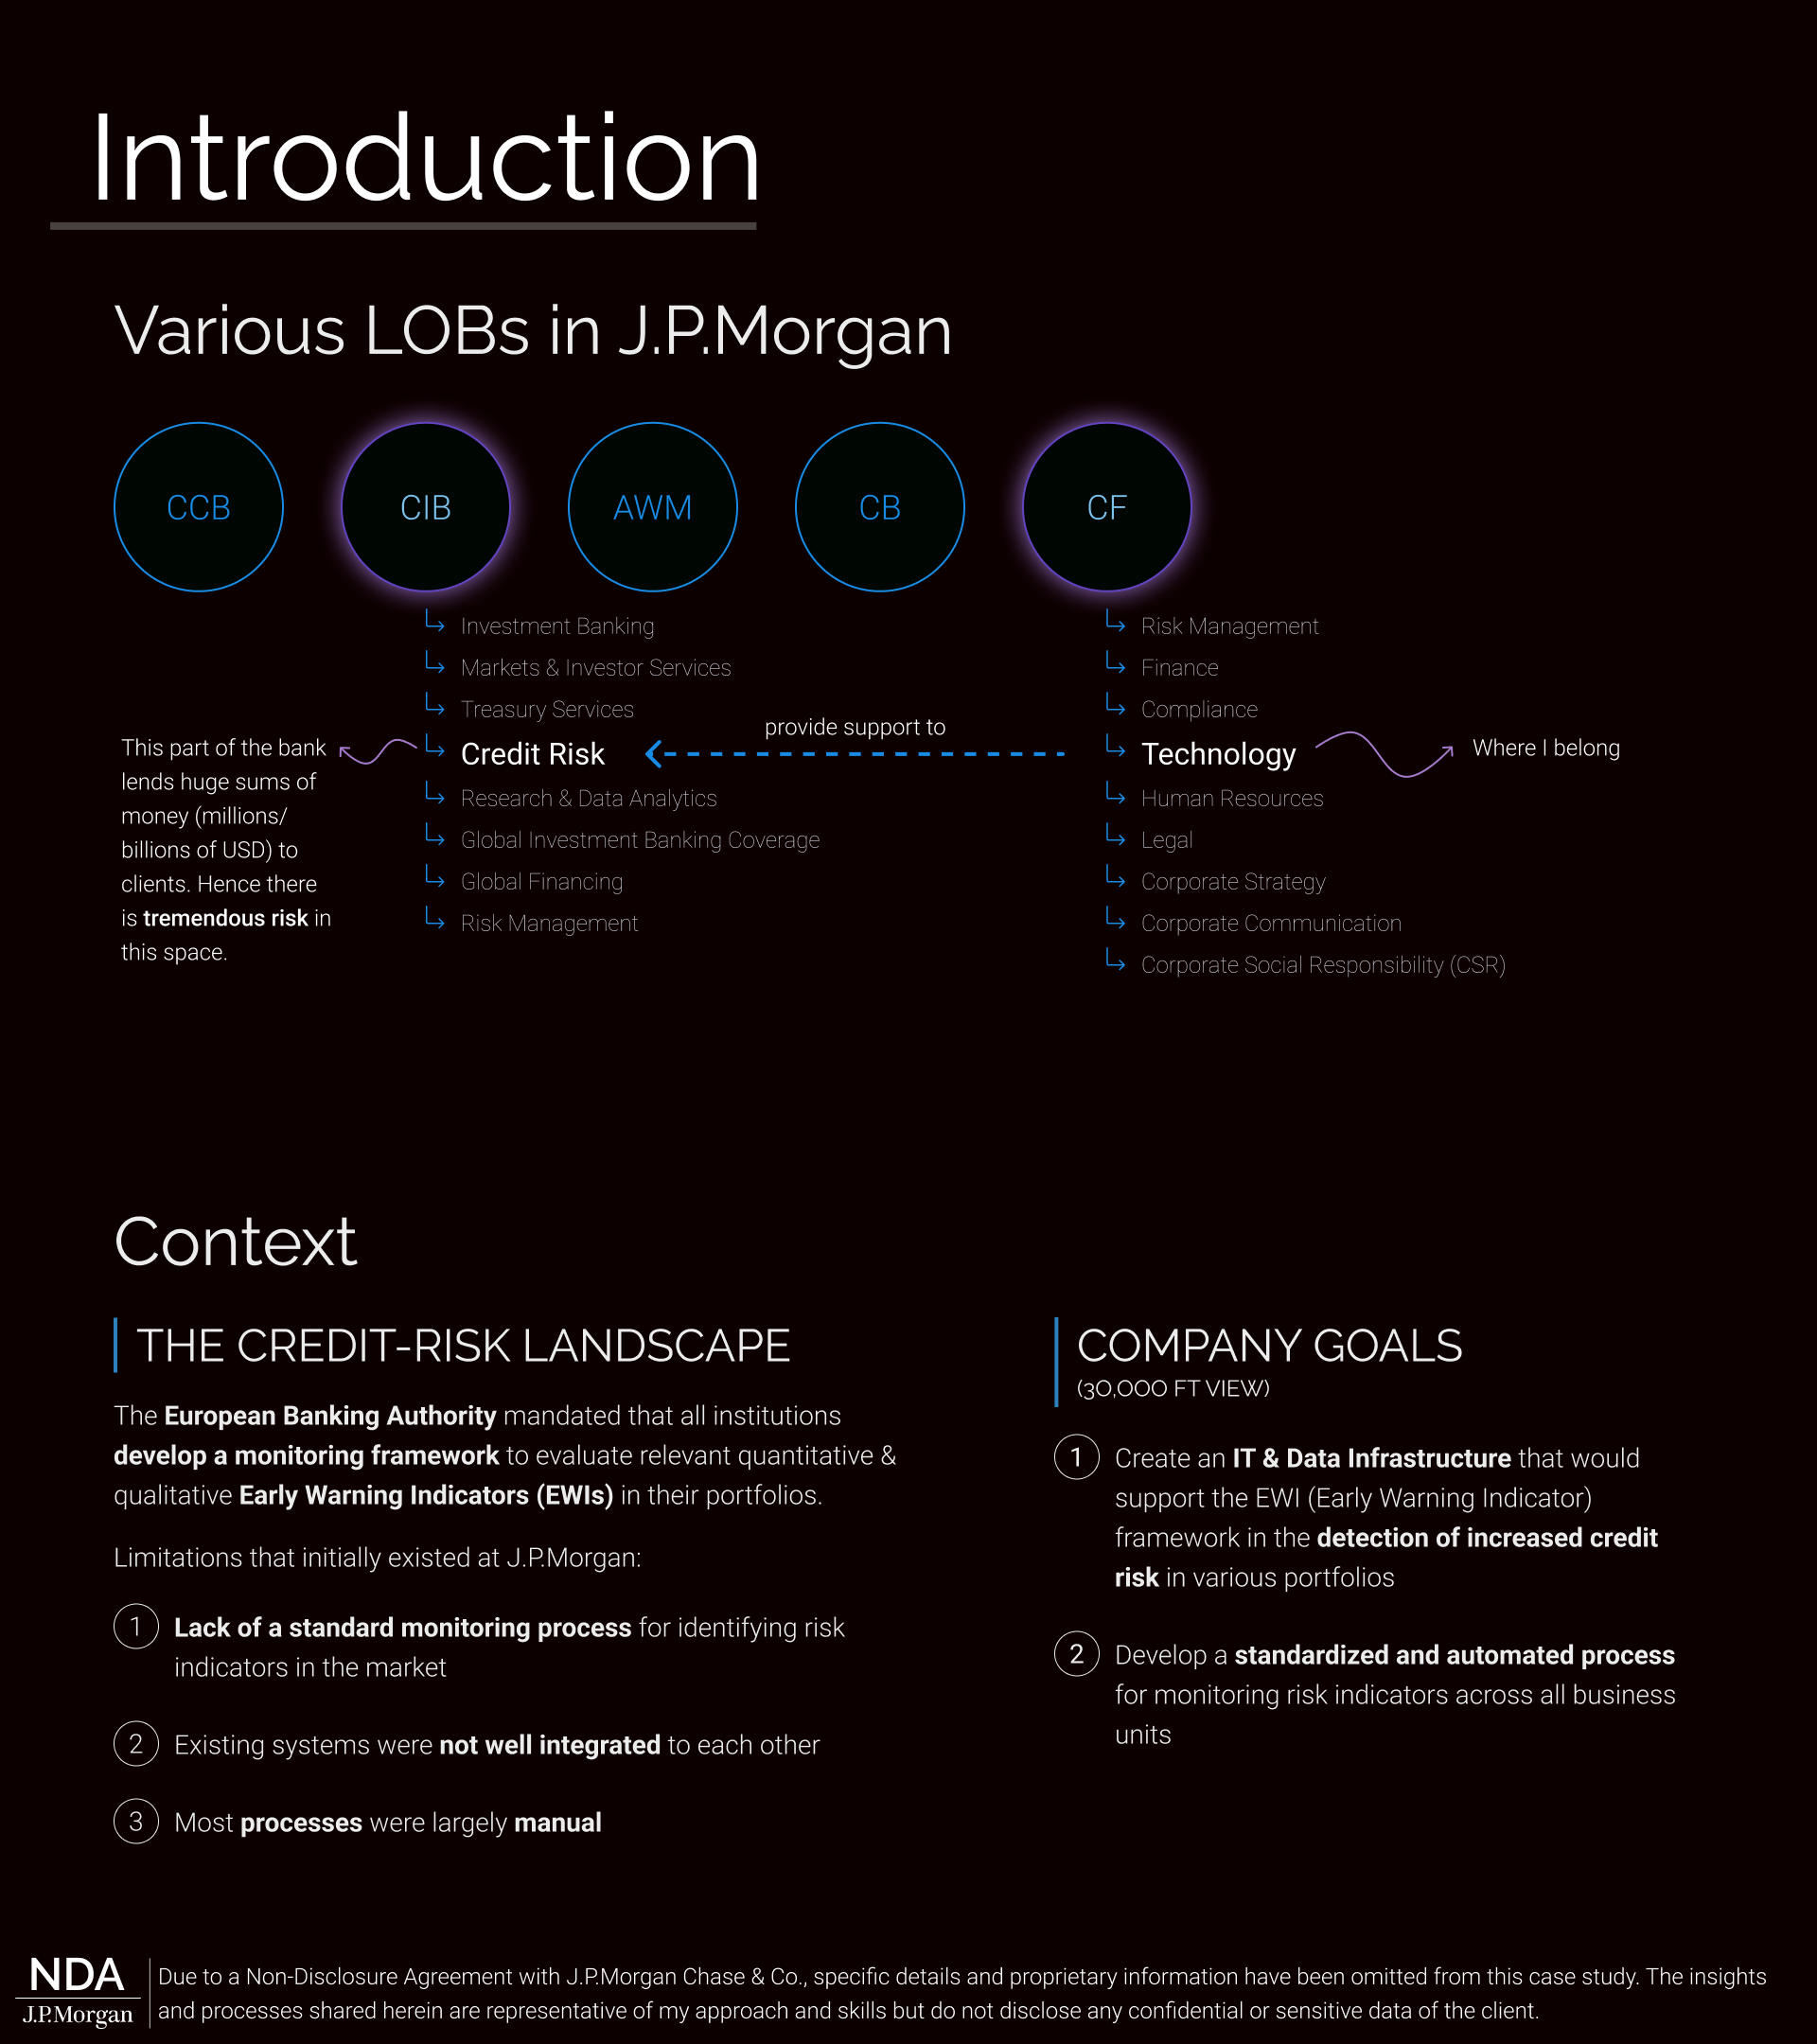 Introduction
Various LOBs in J.P.Morgan
CCB
CIB
AWM
CB
CF
Investment Banking
Markets & Investor Services
Treasury Services
Credit Risk
Research & Data Analytics
Global Investment Banking Coverage
Global Financing
Risk Management
This part of the bank
lends huge sums of
money (millions/
billions of USD) to
clients. Hence there
is tremendous risk in
this space.
provide support to
Risk Management
Finance
Compliance
Technology
Human Resources
Legal
Corporate Strategy
Corporate Communication
Corporate Social Responsibility (CSR)
Where I belong
Context
THE CREDIT-RISK LANDSCAPE
The European Banking Authority mandated that all institutions
develop a monitoring framework to evaluate relevant quantitative &
qualitative Early Warning Indicators (EWIs) in their portfolios.
Limitations that initially existed at J.P.Morgan:
1 Lack of a standard monitoring process for identifying risk
indicators in the market
2 Existing systems were not well integrated to each other
3 Most processes were largely manual
COMPANY GOALS
(30,000 FT VIEW)
1 Create an IT & Data Infrastructure that would
support the EWI (Early Warning Indicator)
framework in the detection of increased credit
risk in various portfolios
2 Develop a standardized and automated process
for monitoring risk indicators across all business
units
NDA
J.P.Morgan
Due to a Non-Disclosure Agreement with J.P.Morgan Chase & Co., specific details and proprietary information have been omitted from this case study. The insights
and processes shared herein are representative of my approach and skills but do not disclose any confidential or sensitive data of the client.